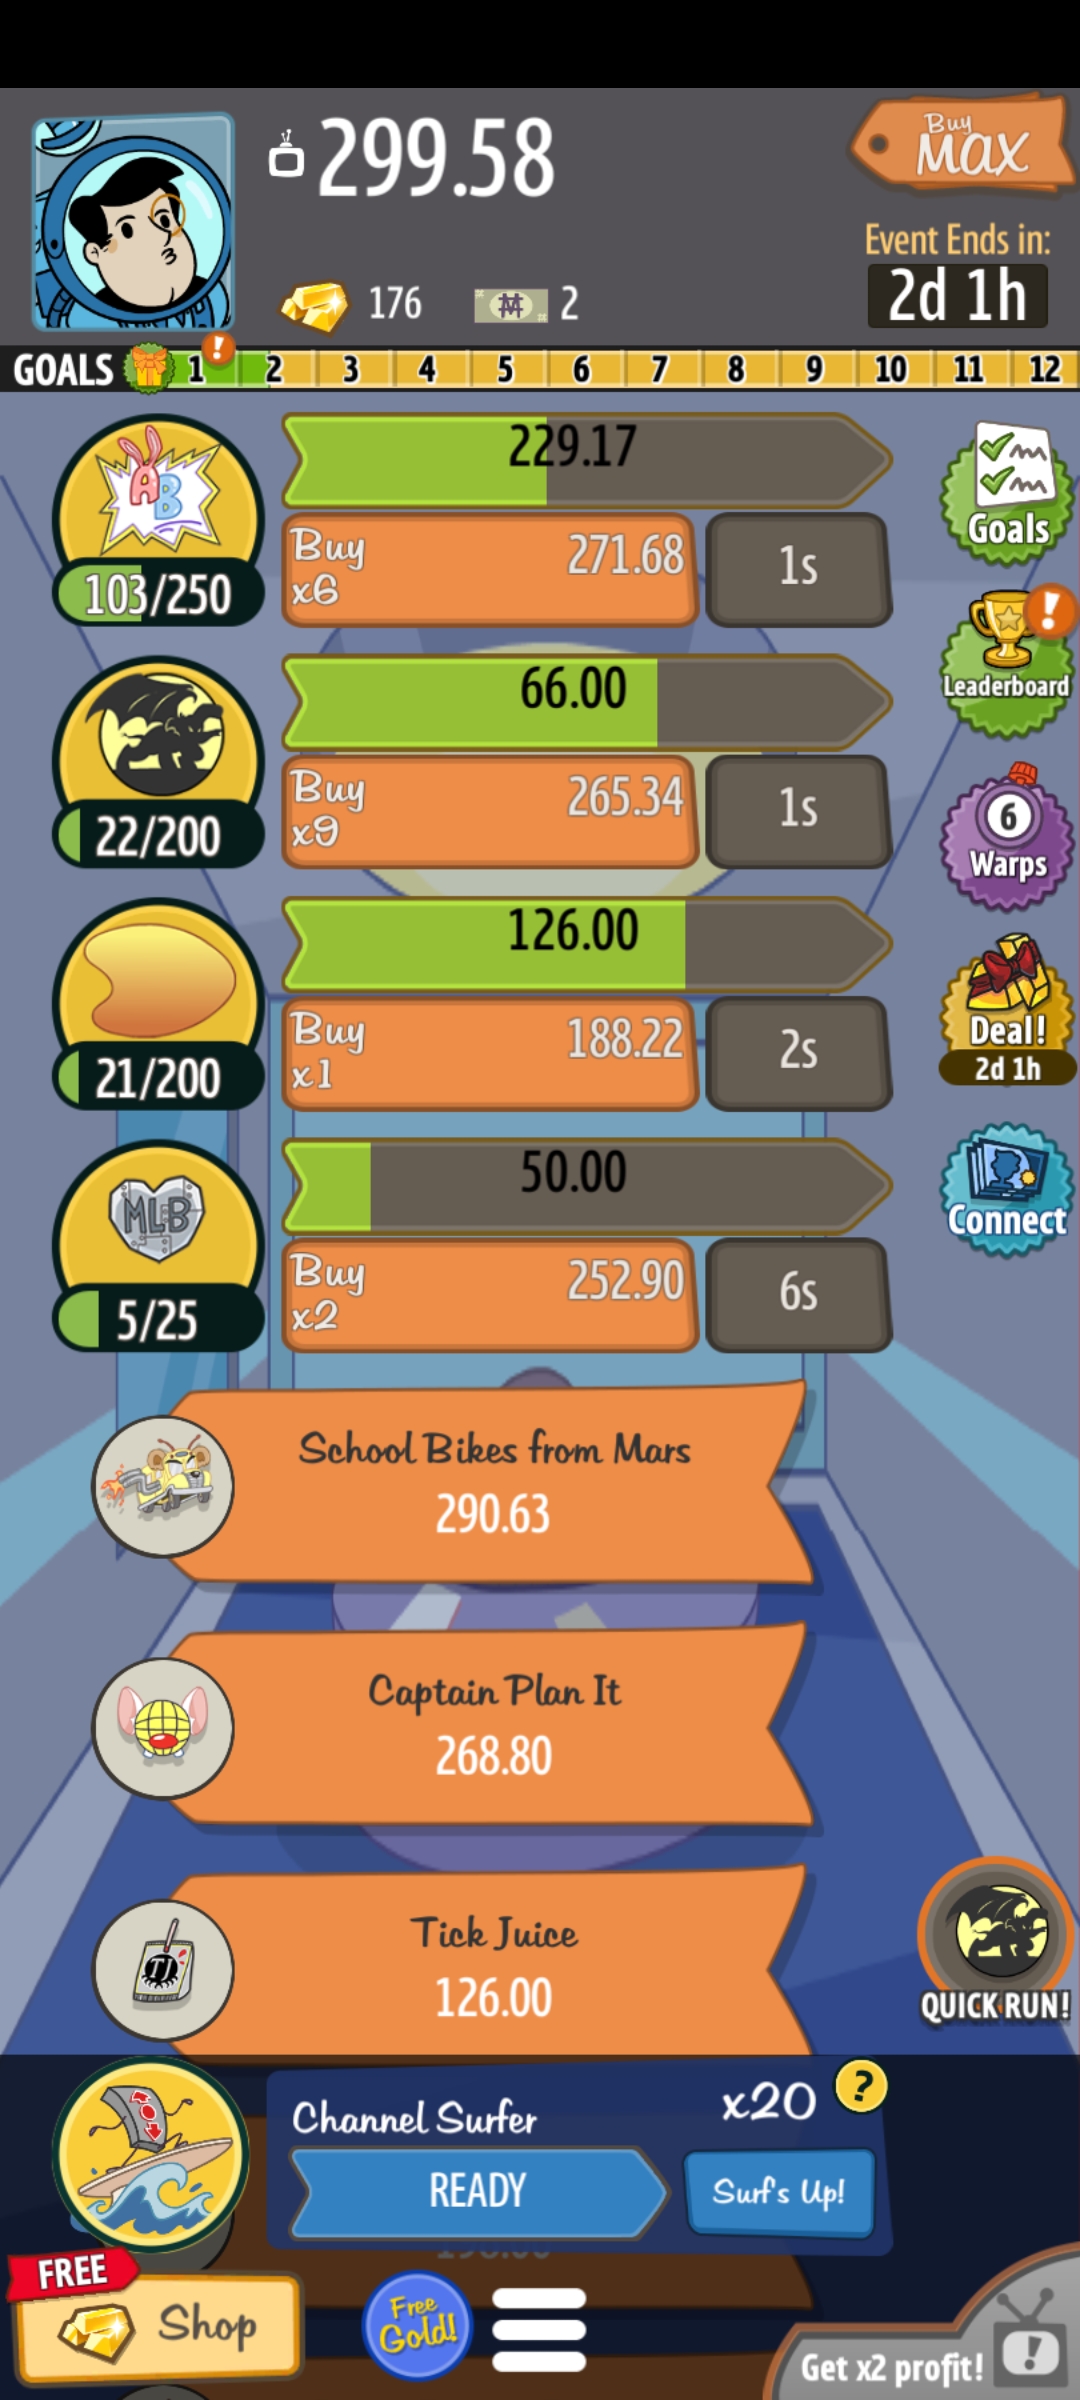 299.58
Buy
MAX
Event Ends in:
2d 1h
176
2
GOALS 1 ! 2 3 4 5 6 7 8 9 10 11 12
229.17
AB
Buy
x6
271.68
1s
103/250
Goals
66.00
Buy
x9
265.34
1s
22/200
!
Leaderboard
126.00
Buy
x1
188.22
2s
21/200
6
Warps
50.00
MLB
Buy
x2
252.90
6s
5/25
Deal!
2d 1h
Connect
School Bikes from Mars
290.63
Captain Plan It
268.80
Tick Juice
126.00
TJ
QUICK RUN!
Channel Surfer
x20
?
READY
Surf's Up!
FREE
Shop
Free
Gold!
Get x2 profit!
!